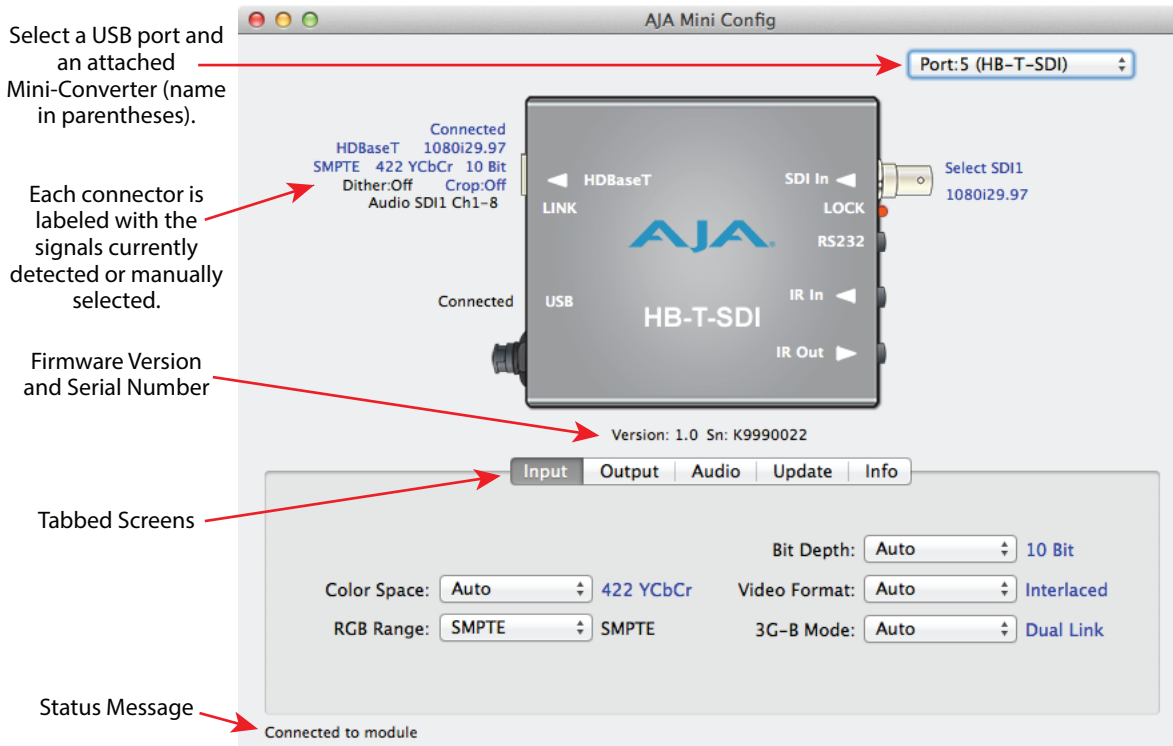 AJA Mini Config
Select a USB port and
an attached
Mini-Converter (name
in parentheses).
Port:5 (HB-T-SDI)
Connected
HDBaseT 1080i29.97
SMPTE 422 YCbCr 10 Bit
Dither:Off Crop:Off
Audio SDI1 Ch1-8
Each connector is
labeled with the
signals currently
detected or manually
selected.
HDBaseT
LINK
SDI In
LOCK
Select SDI1
1080i29.97
AJA
RS232
Connected
USB
IR In
HB-T-SDI
IR Out
Firmware Version
and Serial Number
Version: 1.0 Sn: K9990022
Input Output Audio Update Info
Tabbed Screens
Bit Depth: Auto 10 Bit
Color Space: Auto 422 YCbCr Video Format: Auto Interlaced
RGB Range: SMPTE SMPTE 3G-B Mode: Auto Dual Link
Status Message
Connected to module